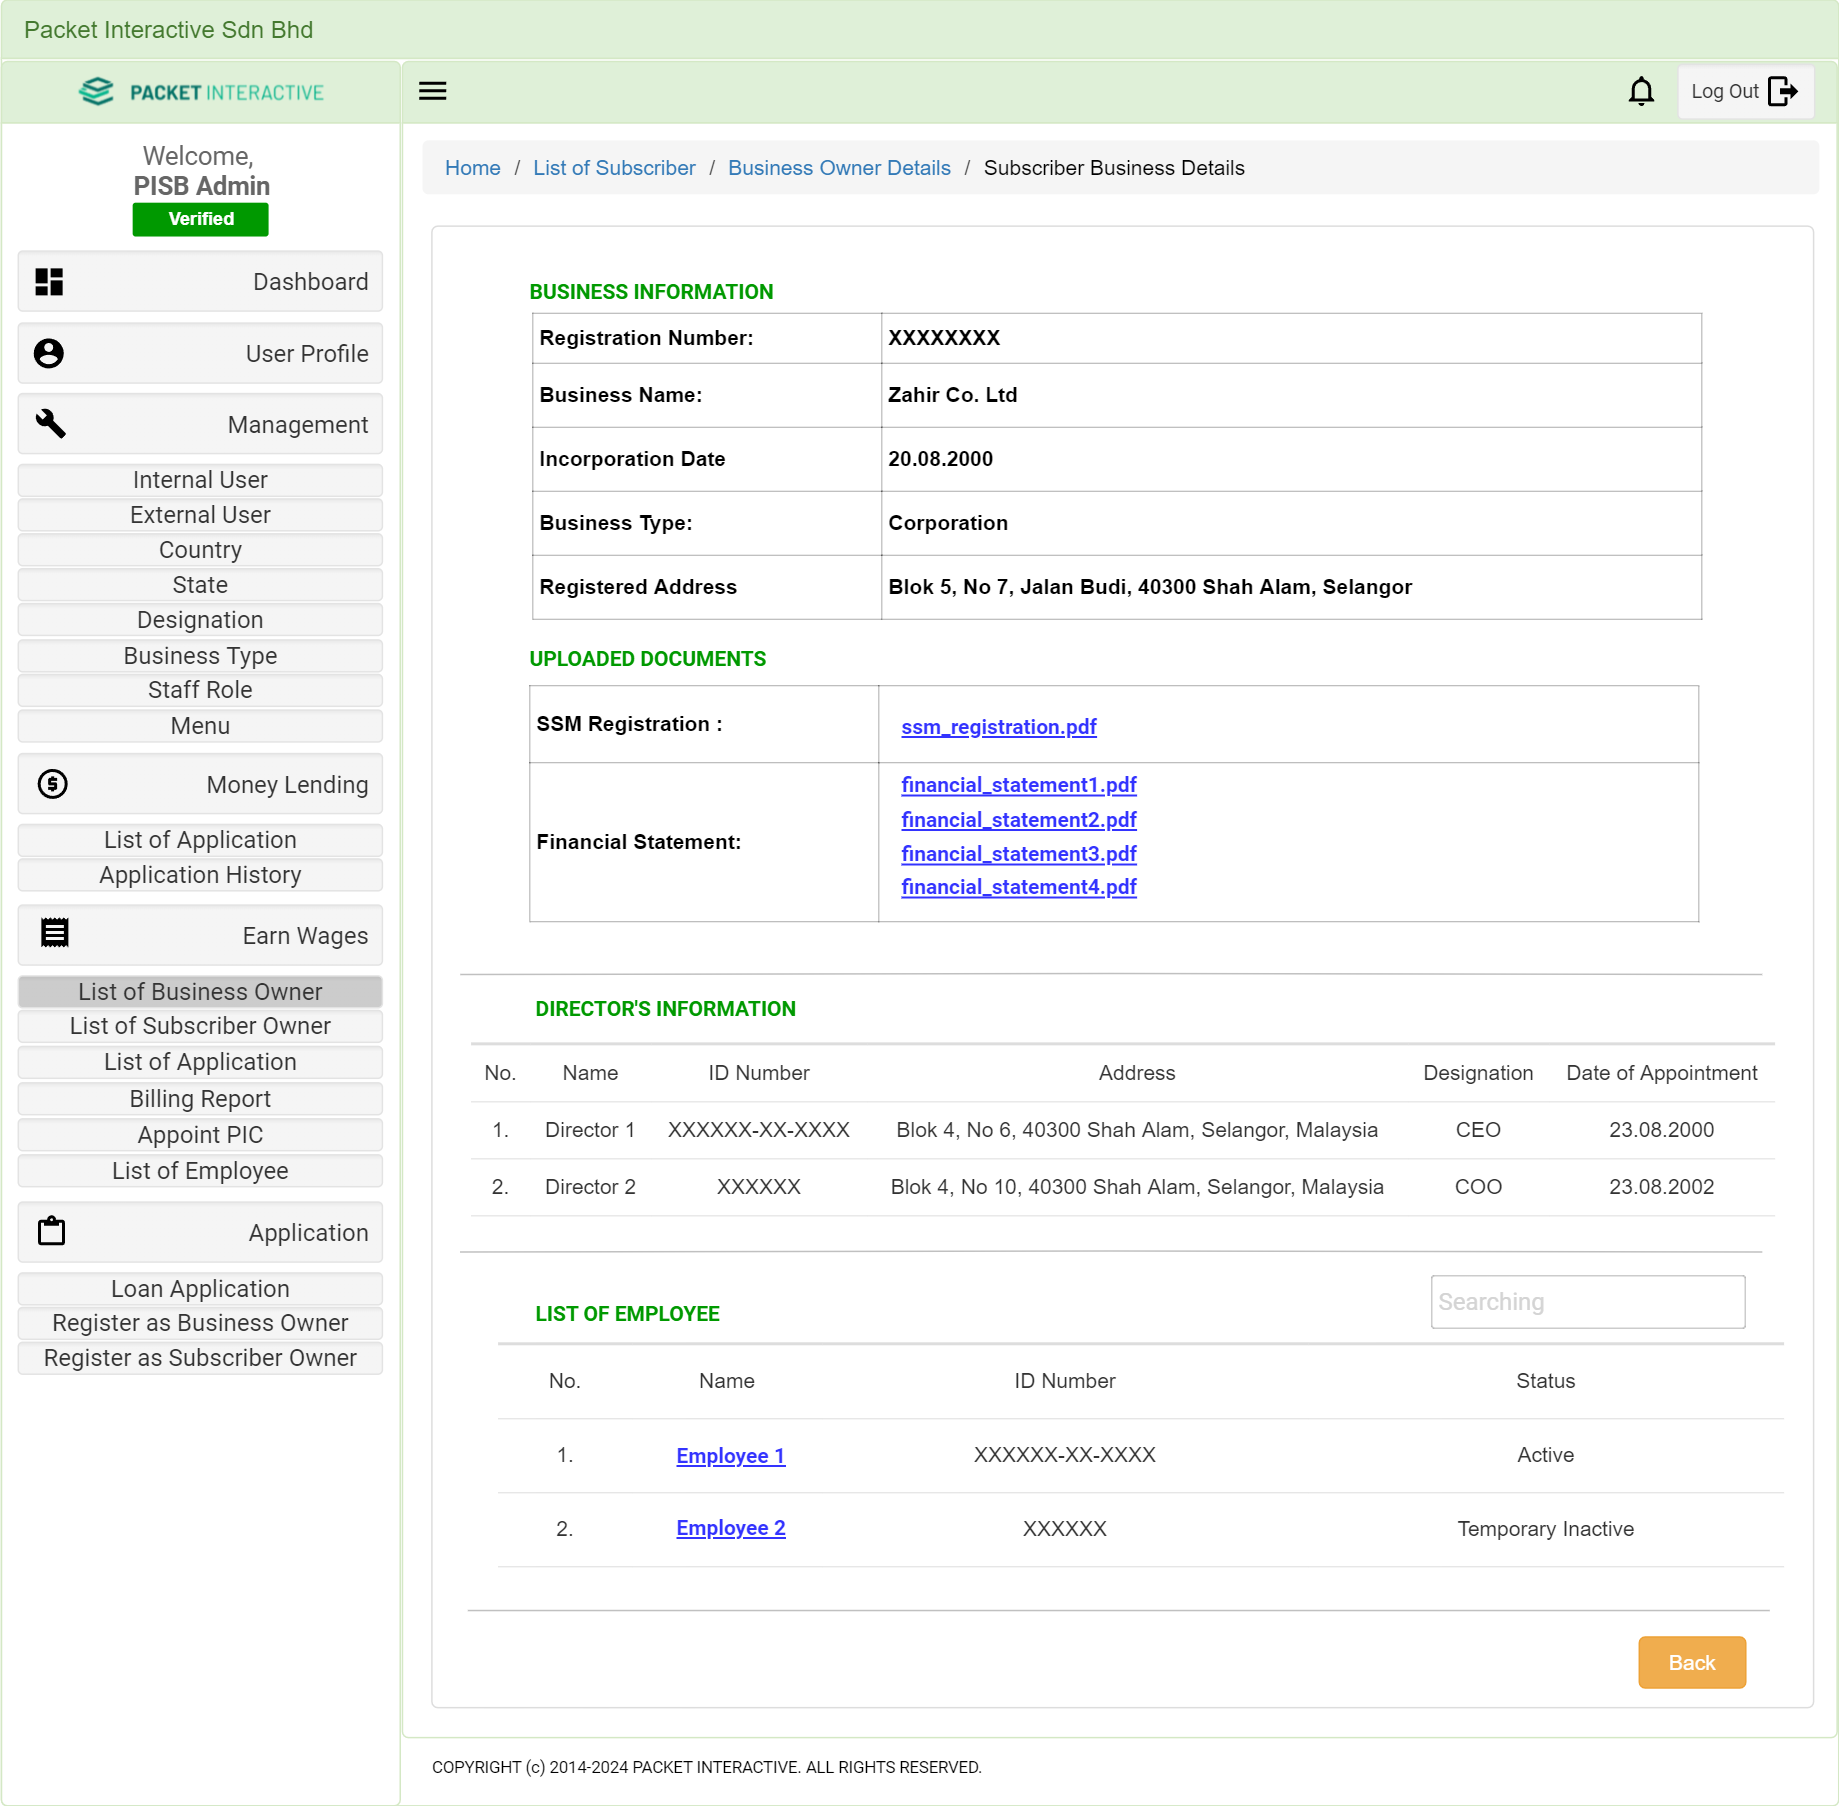 Packet Interactive Sdn Bhd
PACKET INTERACTIVE
Log Out
Welcome,
PISB Admin
Verified
Dashboard
User Profile
Management
Internal User
External User
Country
State
Designation
Business Type
Staff Role
Menu
Money Lending
List of Application
Application History
Earn Wages
List of Business Owner
List of Subscriber Owner
List of Application
Billing Report
Appoint PIC
List of Employee
Application
Loan Application
Register as Business Owner
Register as Subscriber Owner
Home / List of Subscriber / Business Owner Details / Subscriber Business Details
BUSINESS INFORMATION
Registration Number: XXXXXXXX
Business Name: Zahir Co. Ltd
Incorporation Date 20.08.2000
Business Type: Corporation
Registered Address Blok 5, No 7, Jalan Budi, 40300 Shah Alam, Selangor
UPLOADED DOCUMENTS
SSM Registration : ssm_registration.pdf
Financial Statement:
financial_statement1.pdf
financial_statement2.pdf
financial_statement3.pdf
financial_statement4.pdf
DIRECTOR'S INFORMATION
No. Name ID Number Address Designation Date of Appointment
1. Director 1 XXXXXX-XX-XXXX Blok 4, No 6, 40300 Shah Alam, Selangor, Malaysia CEO 23.08.2000
2. Director 2 XXXXXX Blok 4, No 10, 40300 Shah Alam, Selangor, Malaysia COO 23.08.2002
Searching
LIST OF EMPLOYEE
No. Name ID Number Status
1. Employee 1 XXXXXX-XX-XXXX Active
2. Employee 2 XXXXXX Temporary Inactive
Back
COPYRIGHT (c) 2014-2024 PACKET INTERACTIVE. ALL RIGHTS RESERVED.